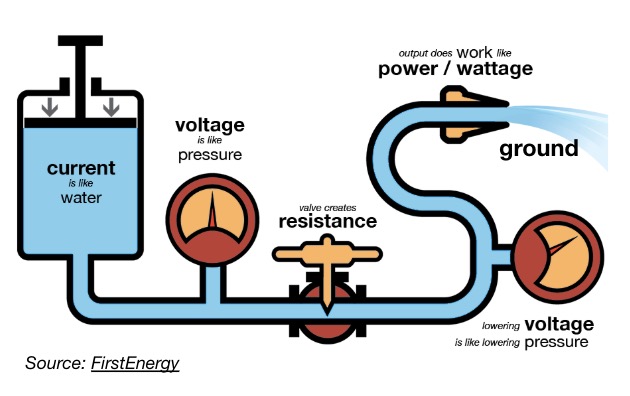 output does work like
power / wattage
voltage
is like
pressure
ground
current
is like
water
valve creates
resistance
lowering voltage
is like lowering pressure
Source: FirstEnergy